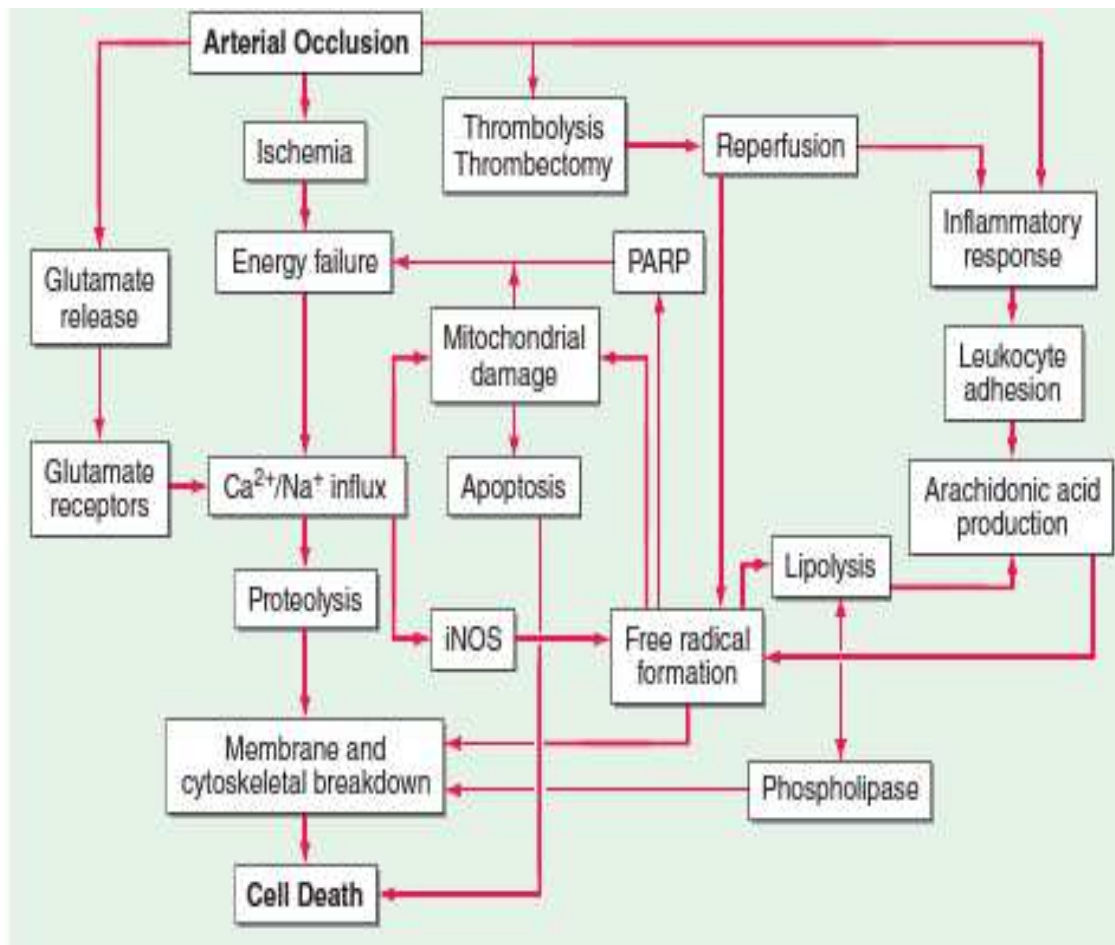 Arterial Occlusion
Ischemia
Thrombolysis
Thrombectomy
Reperfusion
Inflammatory
response
Energy failure
PARP
Glutamate
release
Mitochondrial
damage
Leukocyte
adhesion
Glutamate
receptors
Ca²⁺/Na⁺ influx
Apoptosis
Arachidonic acid
production
Lipolysis
Proteolysis
iNOS
Free radical
formation
Membrane and
cytoskeletal breakdown
Phospholipase
Cell Death